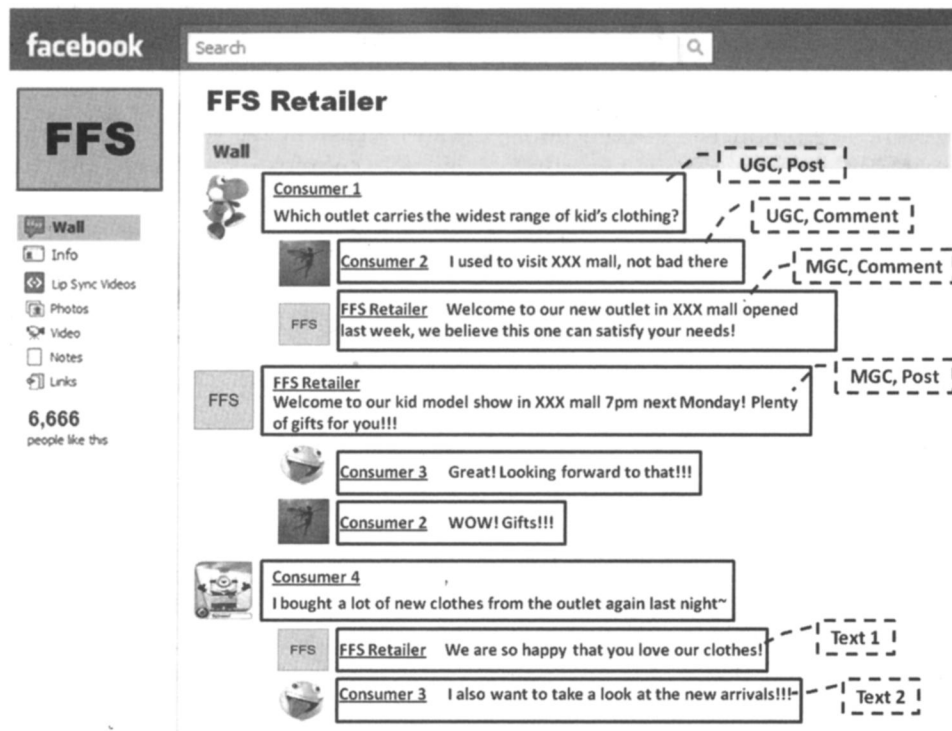 facebook
Search
FFS
FFS Retailer
Wall
Wall
Info
Lip Sync Videos
Photos
Video
Notes
Links
6,666
people like this
Consumer 1
Which outlet carries the widest range of kid's clothing?
UGC, Post
Consumer 2 I used to visit XXX mall, not bad there
UGC, Comment
FFS
FFS Retailer Welcome to our new outlet in XXX mall opened
last week, we believe this one can satisfy your needs!
MGC, Comment
FFS
FFS Retailer
Welcome to our kid model show in XXX mall 7pm next Monday! Plenty
of gifts for you!!!
MGC, Post
Consumer 3 Great! Looking forward to that!!!
Consumer 2 WOW! Gifts!!!
Consumer 4
I bought a lot of new clothes from the outlet again last night~
FFS
FFS Retailer We are so happy that you love our clothes!
Text 1
Consumer 3 I also want to take a look at the new arrivals!!!
Text 2